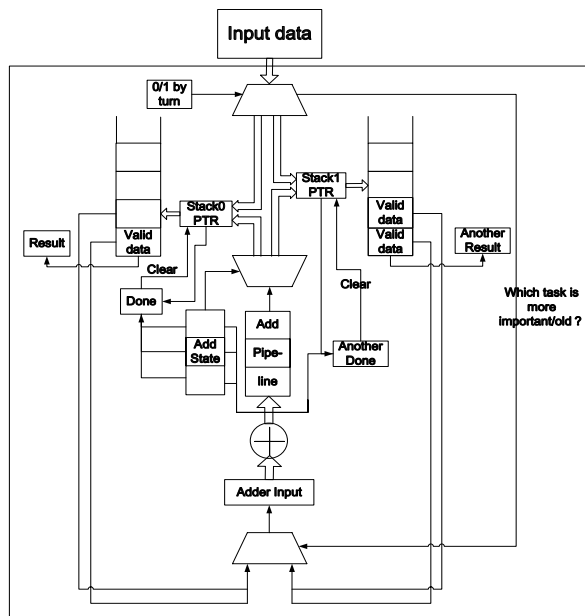 Input data
0/1 by
turn
Stack1
PTR
Stack0
PTR
Valid
data
Valid
data
Valid
data
Result
Another
Result
Clear
Clear
Done
Which task is
more
important/old ?
Add
State
Add
Pipe-
line
Another
Done
Adder Input